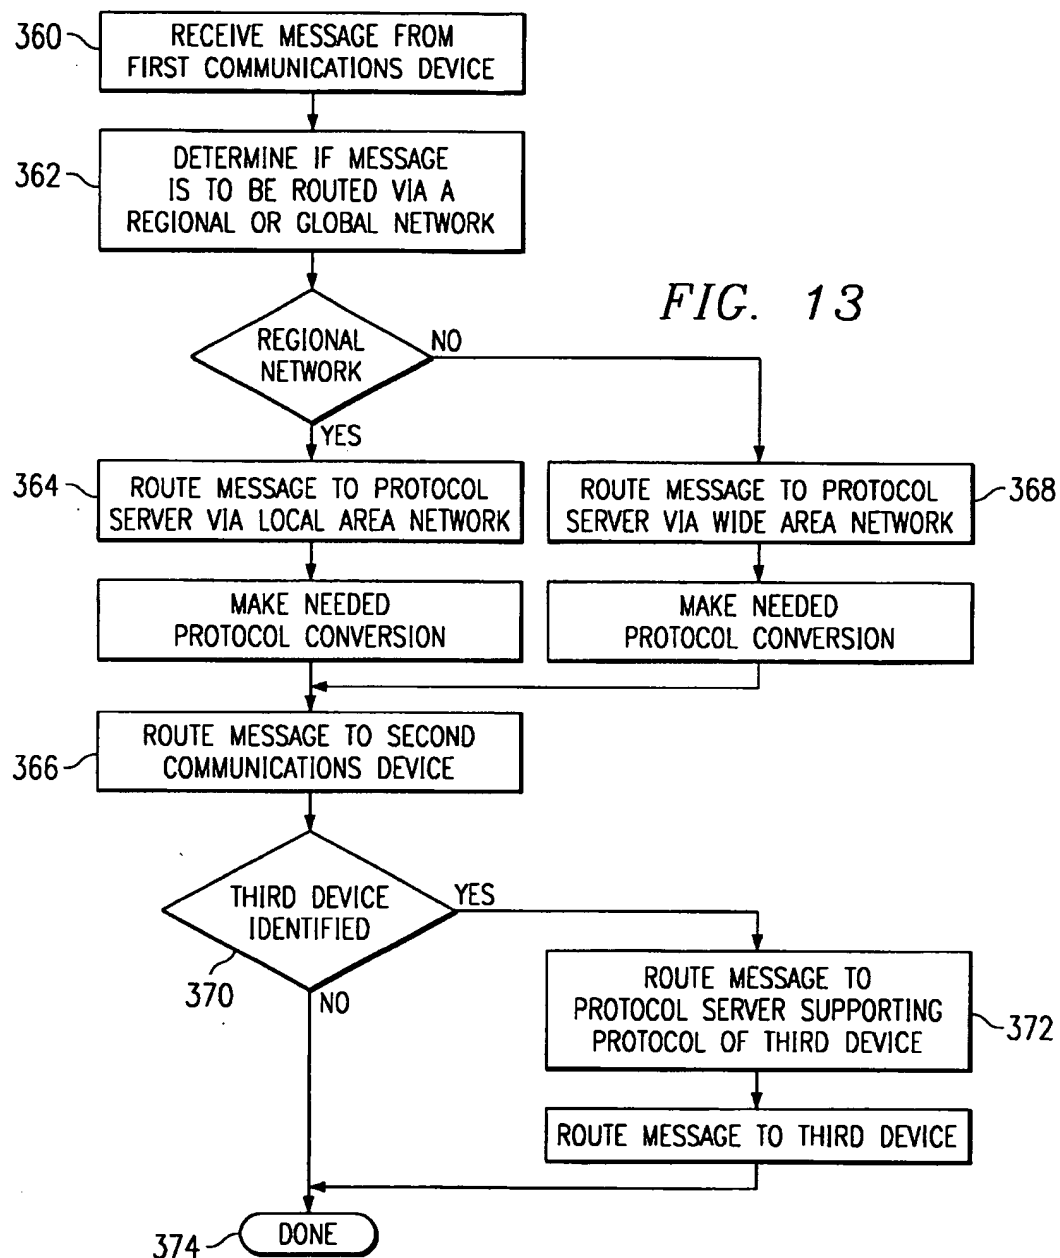 360
RECEIVE MESSAGE FROM
FIRST COMMUNICATIONS DEVICE
362
DETERMINE IF MESSAGE
IS TO BE ROUTED VIA A
REGIONAL OR GLOBAL NETWORK
FIG. 13
REGIONAL
NETWORK
NO
YES
364
ROUTE MESSAGE TO PROTOCOL
SERVER VIA LOCAL AREA NETWORK
ROUTE MESSAGE TO PROTOCOL
SERVER VIA WIDE AREA NETWORK
368
MAKE NEEDED
PROTOCOL CONVERSION
MAKE NEEDED
PROTOCOL CONVERSION
366
ROUTE MESSAGE TO SECOND
COMMUNICATIONS DEVICE
THIRD DEVICE
IDENTIFIED
YES
370
NO
ROUTE MESSAGE TO
PROTOCOL SERVER SUPPORTING
PROTOCOL OF THIRD DEVICE
372
ROUTE MESSAGE TO THIRD DEVICE
374
DONE